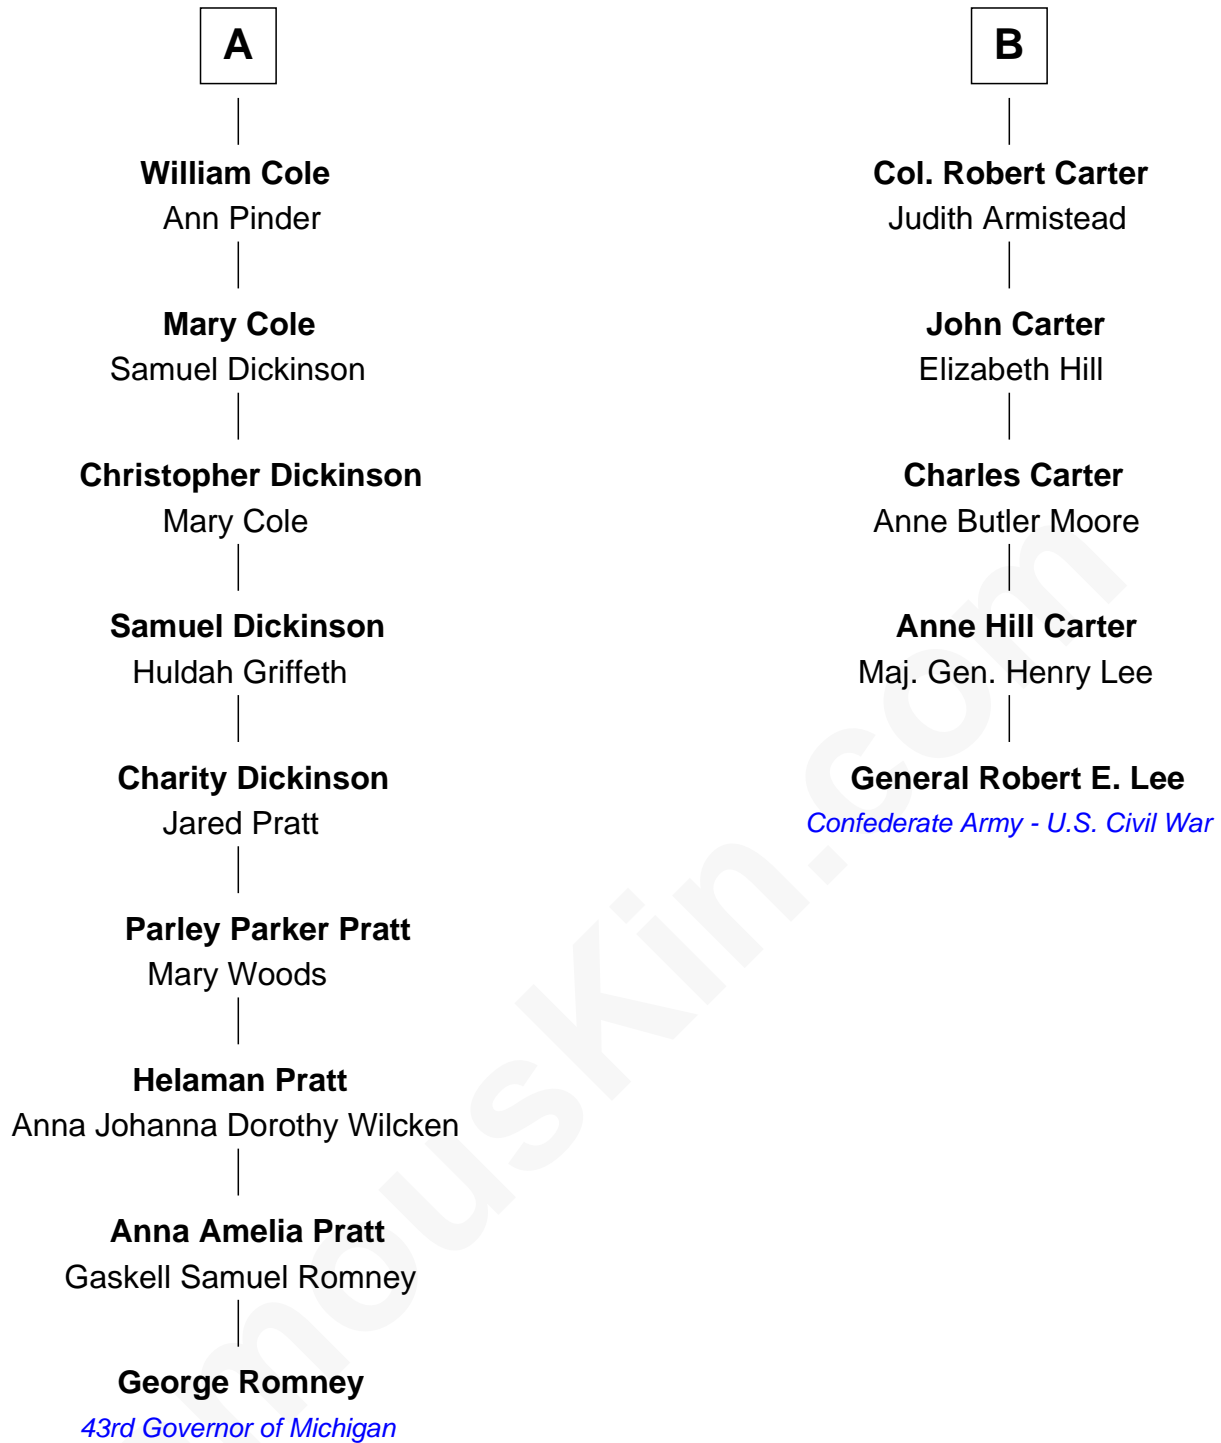 A
William Cole
Ann Pinder
Mary Cole
Samuel Dickinson
Christopher Dickinson
Mary Cole
Samuel Dickinson
Huldah Griffeth
Charity Dickinson
Jared Pratt
Parley Parker Pratt
Mary Woods
Helaman Pratt
Anna Johanna Dorothy Wilcken
Anna Amelia Pratt
Gaskell Samuel Romney
George Romney
43rd Governor of Michigan
B
Col. Robert Carter
Judith Armistead
John Carter
Elizabeth Hill
Charles Carter
Anne Butler Moore
Anne Hill Carter
Maj. Gen. Henry Lee
General Robert E. Lee
Confederate Army - U.S. Civil War
mousKin.com